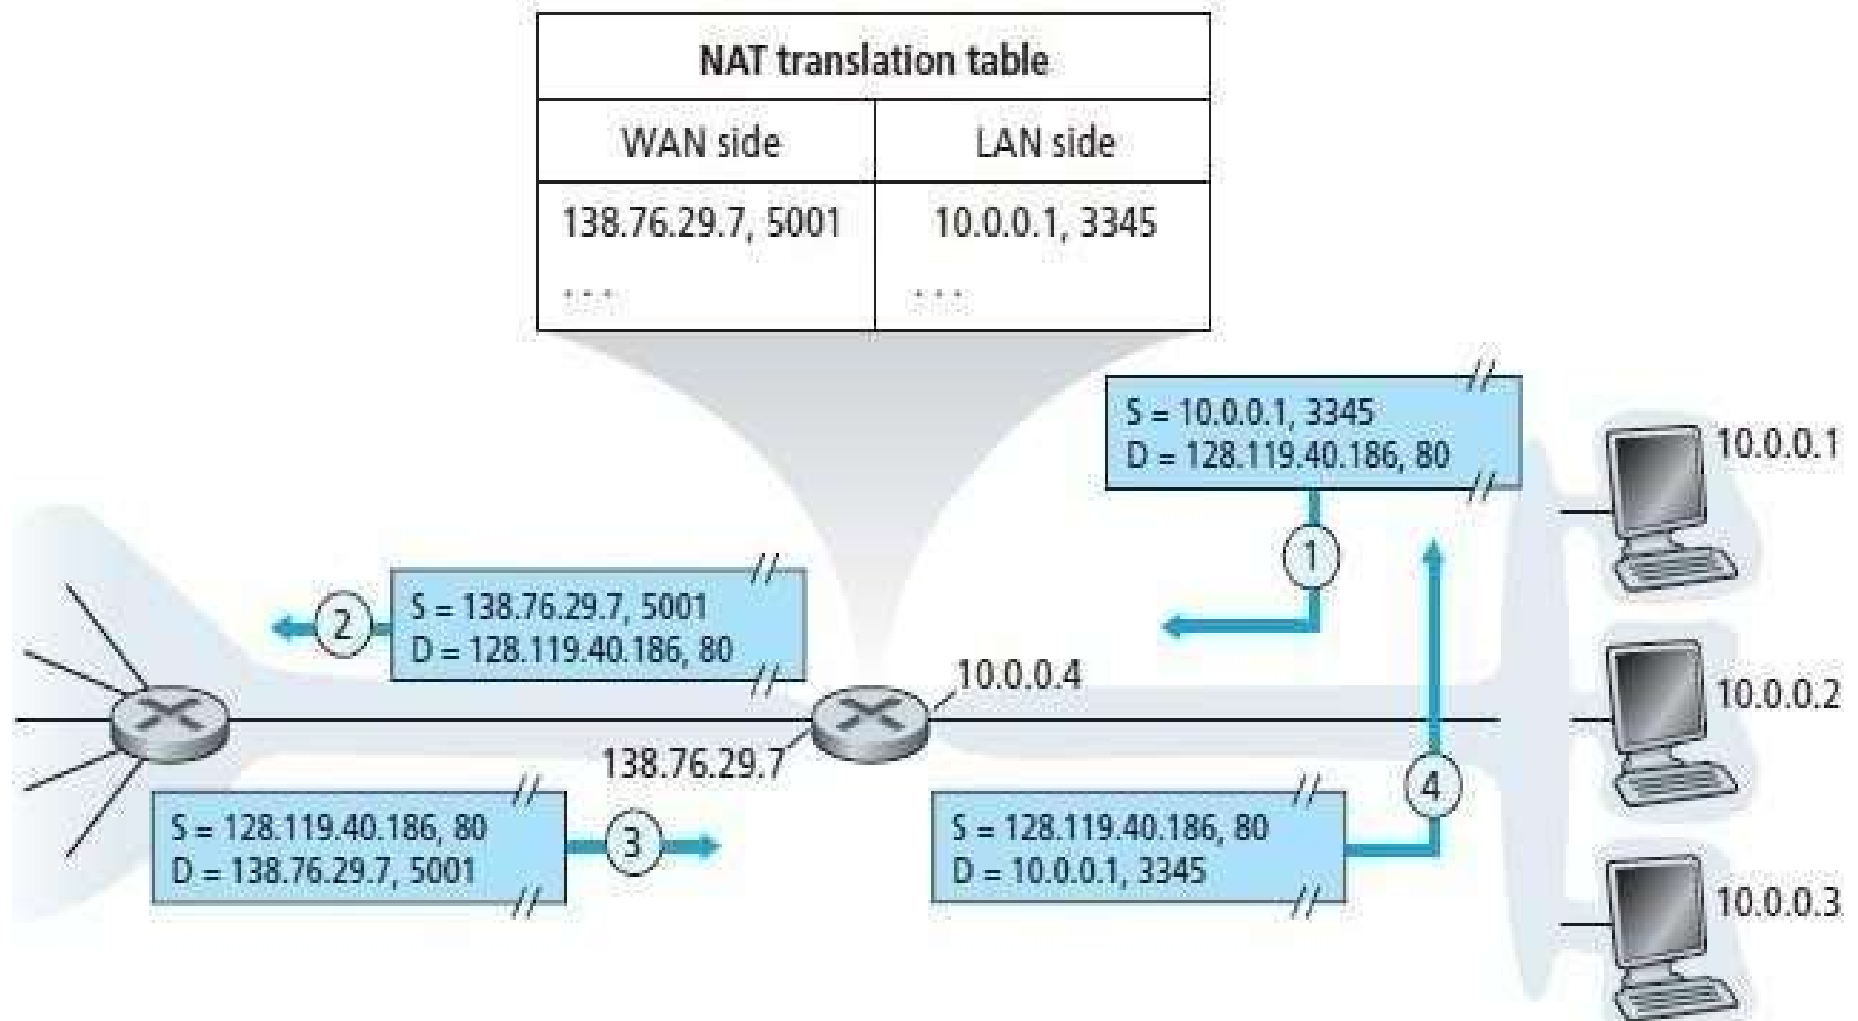 NAT translation table
WAN side LAN side
138.76.29.7, 5001 10.0.0.1, 3345
. . . . . .
S = 10.0.0.1, 3345
D = 128.119.40.186, 80
10.0.0.1
1
2
S = 138.76.29.7, 5001
D = 128.119.40.186, 80
10.0.0.4
10.0.0.2
138.76.29.7
4
S = 128.119.40.186, 80
D = 138.76.29.7, 5001
3
S = 128.119.40.186, 80
D = 10.0.0.1, 3345
10.0.0.3